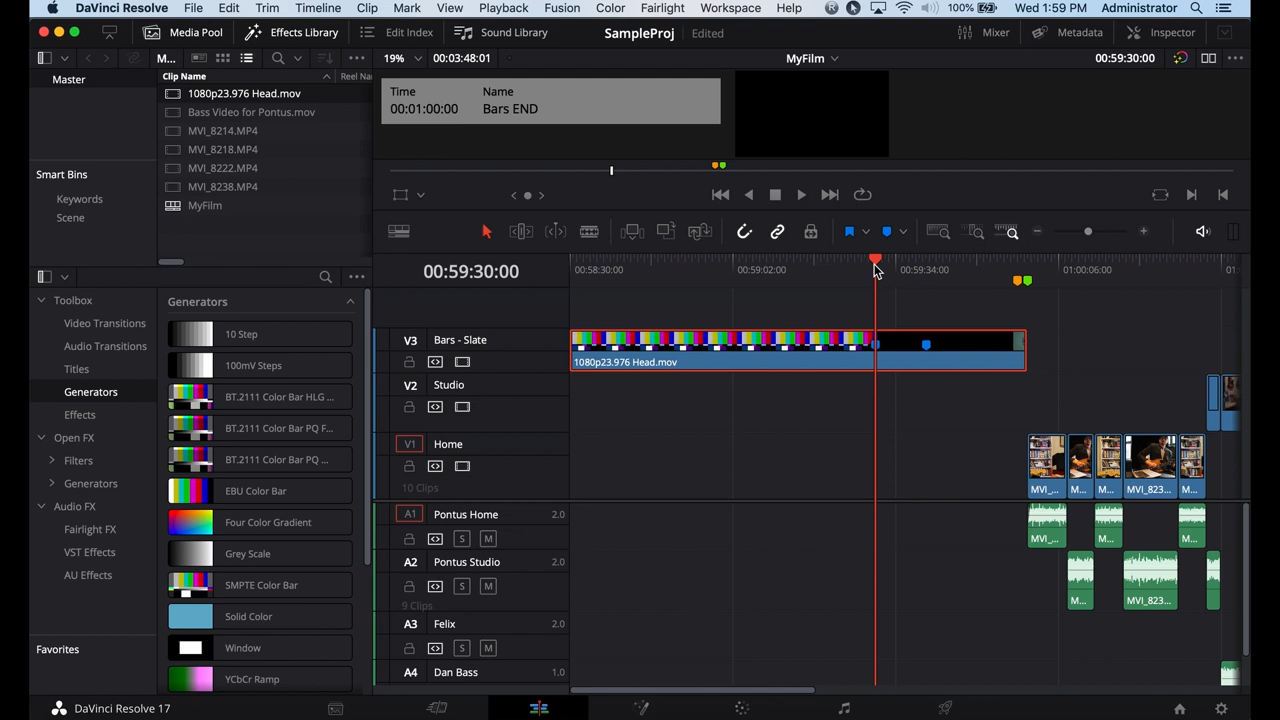 DaVinci Resolve File Edit Trim Timeline Clip Mark View Playback Fusion Color Fairlight Workspace Help 100% Wed 1:59 PM Administrator
Media Pool Effects Library Edit Index Sound Library SampleProj Edited Mixer Metadata Inspector
M... 19% 00:03:48:01 MyFilm 00:59:30:00
Master
Clip Name Reel Na
1080p23.976 Head.mov
Bass Video for Pontus.mov
MVI_8214.MP4
MVI_8218.MP4
MVI_8222.MP4
MVI_8238.MP4
MyFilm
Smart Bins
Keywords
Scene
Time Name
00:01:00:00 Bars END
00:59:30:00
00:58:30:00 00:59:02:00 00:59:34:00 01:00:06:00 01:
Toolbox
Video Transitions
Audio Transitions
Titles
Generators
Effects
Open FX
Filters
Generators
Audio FX
Fairlight FX
VST Effects
AU Effects
Favorites
Generators
10 Step
100mV Steps
BT.2111 Color Bar HLG ...
BT.2111 Color Bar PQ F...
BT.2111 Color Bar PQ ...
EBU Color Bar
Four Color Gradient
Grey Scale
SMPTE Color Bar
Solid Color
Window
YCbCr Ramp
V3 Bars - Slate
1080p23.976 Head.mov
V2 Studio
V1 Home
10 Clips
MVI_... M... M... MVI_823... M...
A1 Pontus Home 2.0
S M
MVI_... M... M...
A2 Pontus Studio 2.0
S M
9 Clips
M... MVI_823...
A3 Felix 2.0
S M
A4 Dan Bass 1.0
DaVinci Resolve 17